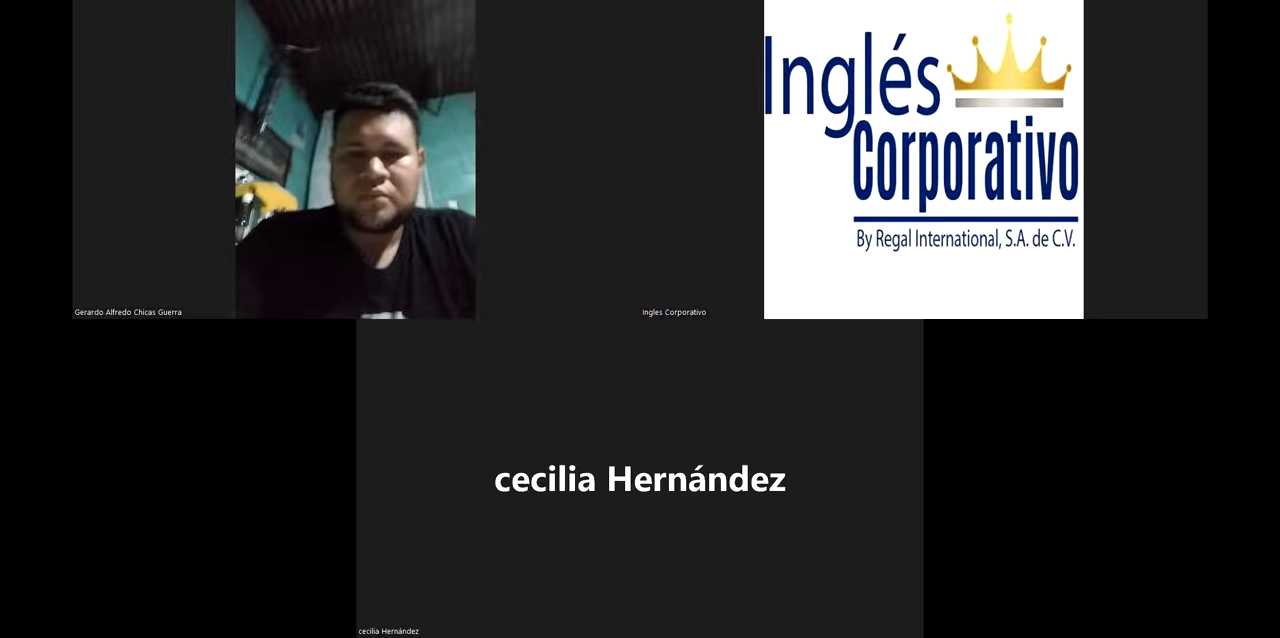 Gerardo Alfredo Chicas Guerra
Inglés
Corporativo
By Regal International, S.A. de C.V.
Ingles Corporativo
cecilia Hernández
cecilia Hernández